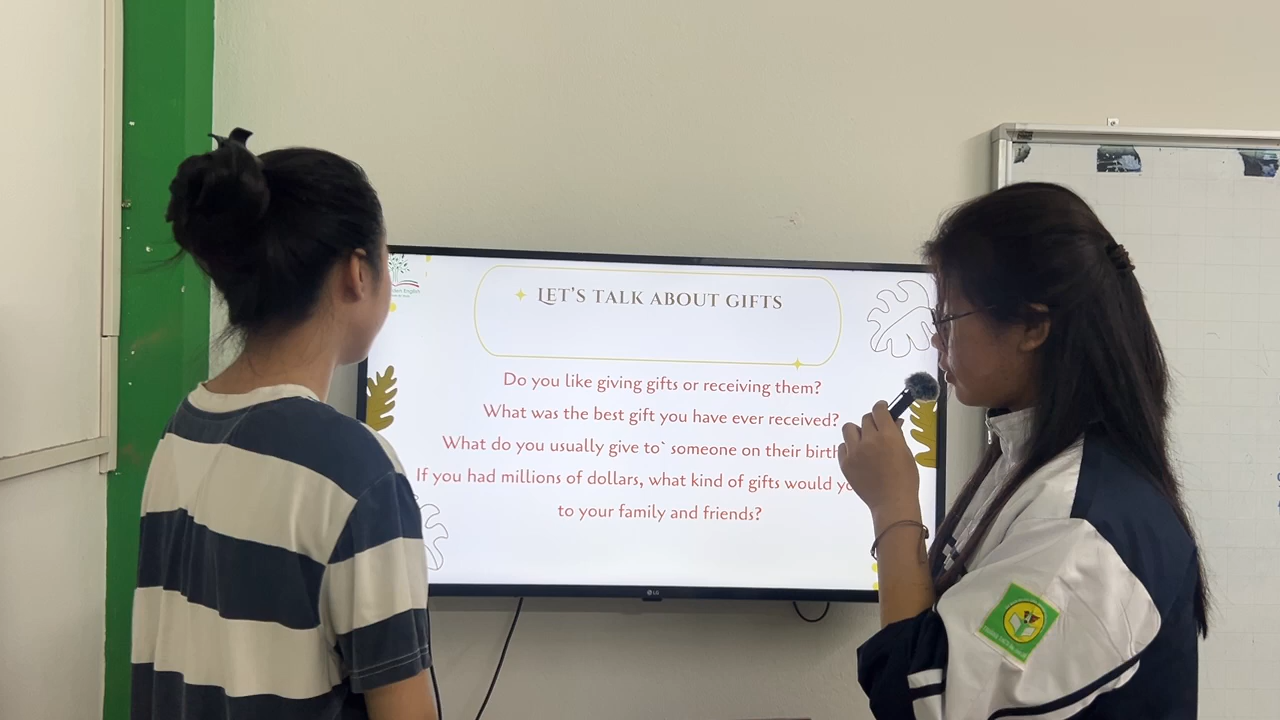 LET'S TALK ABOUT GIFTS
Do you like giving gifts or receiving them?
What was the best gift you have ever received?
What do you usually give to` someone on their
If you had millions of dollars, what kind of gifts would
to your family and friends?
English
LG